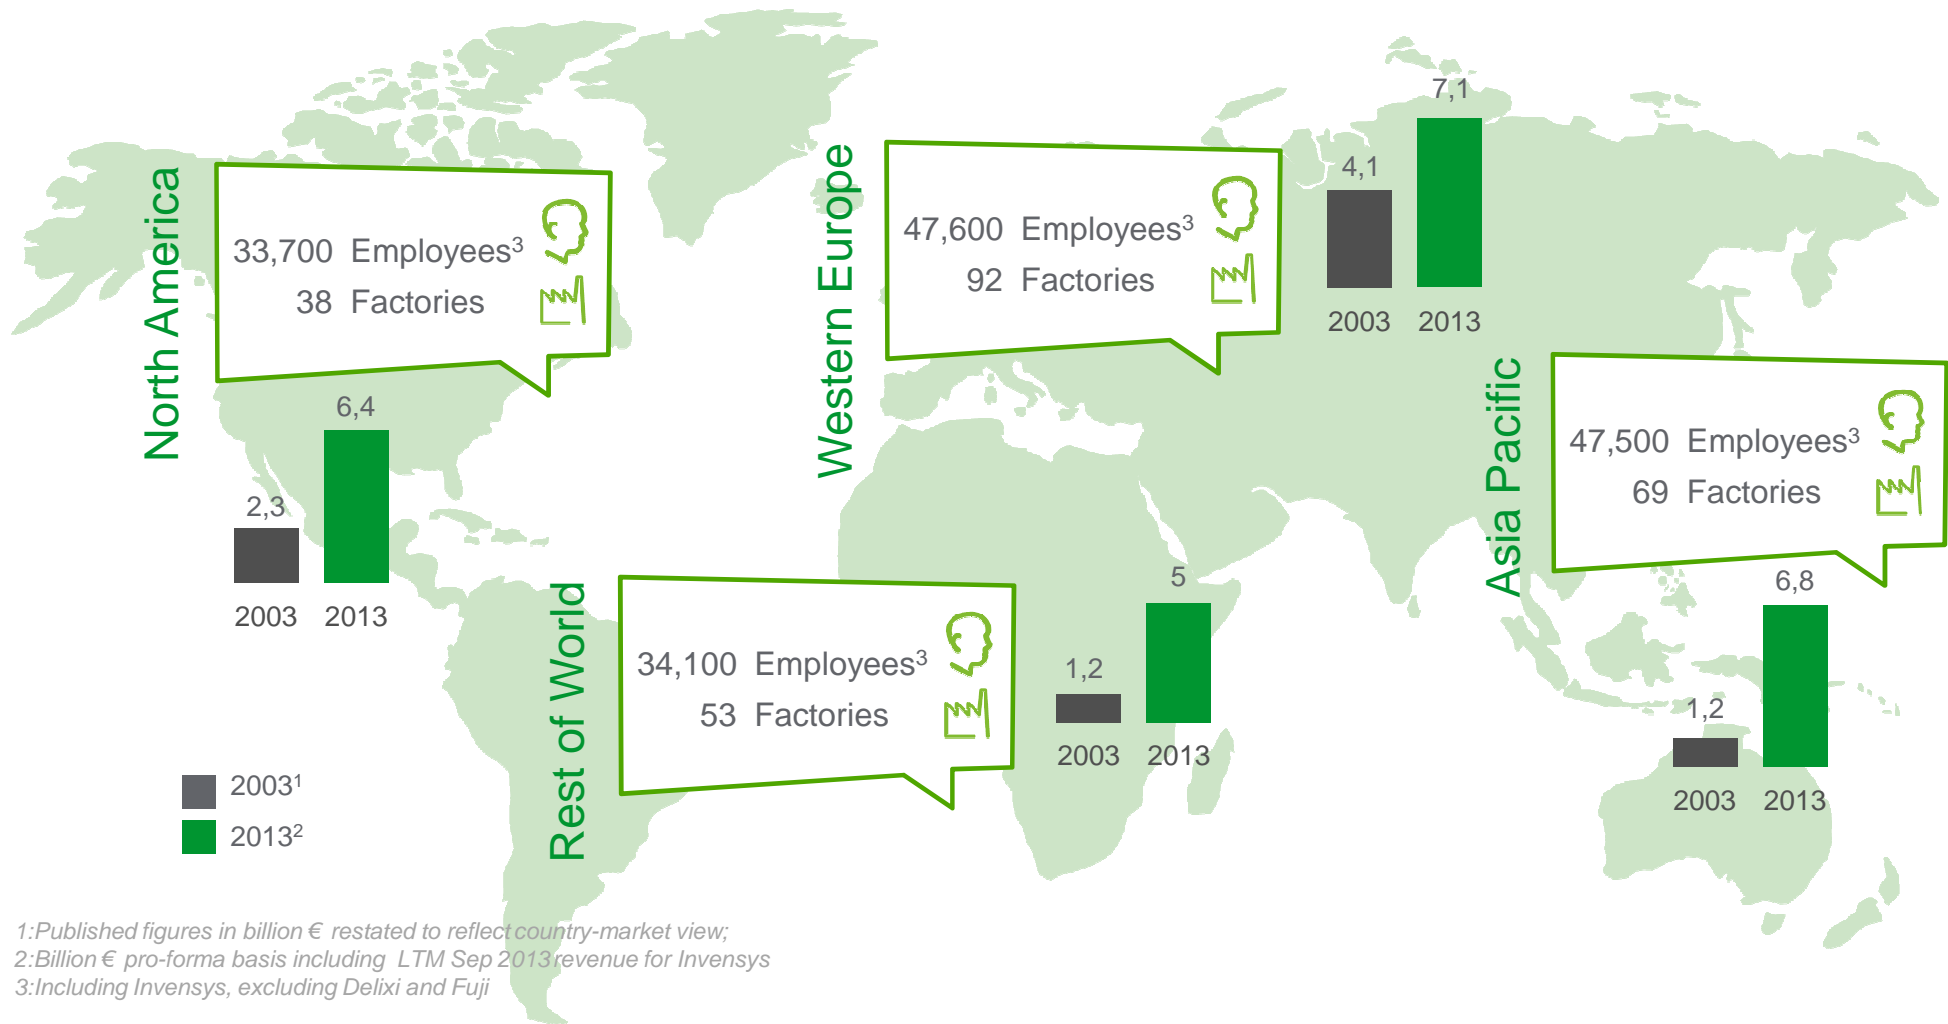 North America
33,700 Employees³
38 Factories
6,4
2,3
2003 2013
Western Europe
47,600 Employees³
92 Factories
7,1
4,1
2003 2013
Asia Pacific
47,500 Employees³
69 Factories
6,8
1,2
2003 2013
Rest of World
34,100 Employees³
53 Factories
5
1,2
2003 2013
2003¹
2013²
1:Published figures in billion € restated to reflect country-market view;
2:Billion € pro-forma basis including LTM Sep 2013 revenue for Invensys
3:Including Invensys, excluding Delixi and Fuji